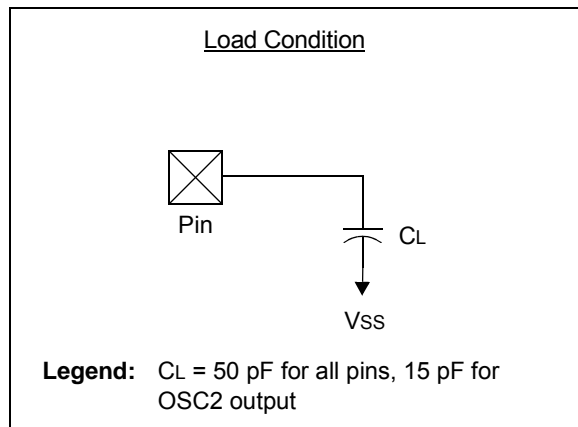 Load Condition
Pin
CL
VSS
Legend: CL = 50 pF for all pins, 15 pF for
OSC2 output